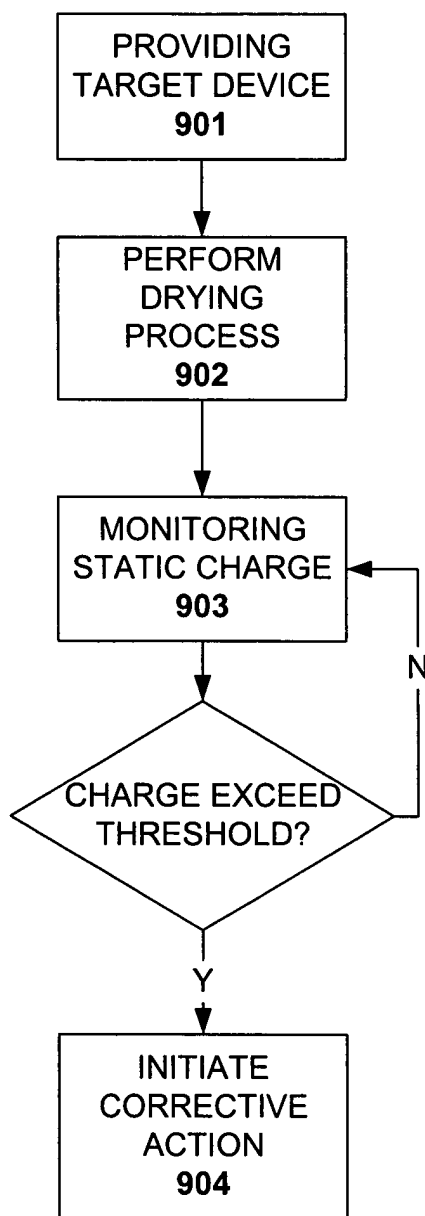 PROVIDING
TARGET DEVICE
901
PERFORM
DRYING
PROCESS
902
MONITORING
STATIC CHARGE
903
N
CHARGE EXCEED
THRESHOLD?
Y
INITIATE
CORRECTIVE
ACTION
904